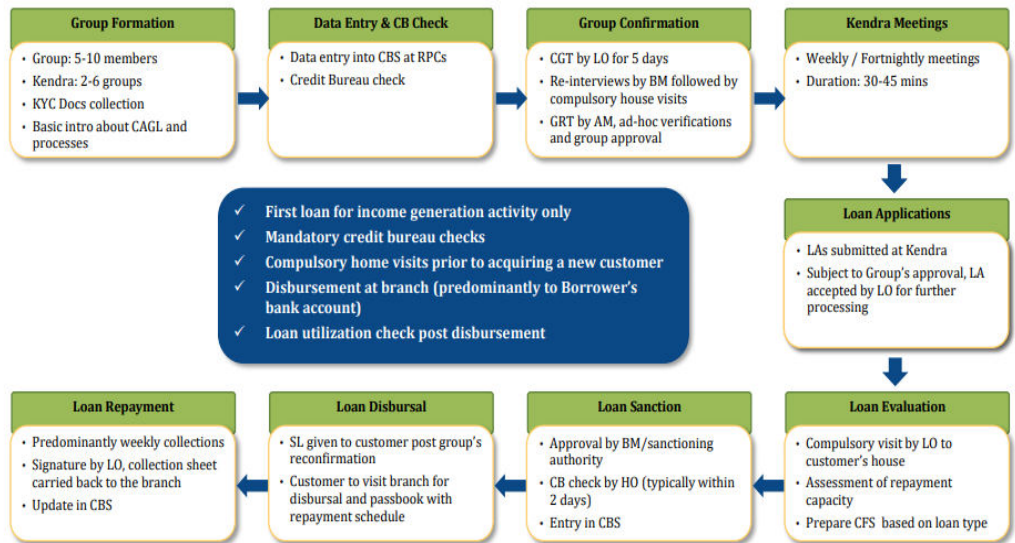 Group Formation
• Group: 5-10 members
• Kendra: 2-6 groups
• KYC Docs collection
• Basic intro about CAGL and
processes
Data Entry & CB Check
• Data entry into CBS at RPCs
• Credit Bureau check
Group Confirmation
• CGT by LO for 5 days
• Re-interviews by BM followed by
compulsory house visits
• GRT by AM, ad-hoc verifications
and group approval
Kendra Meetings
• Weekly / Fortnightly meetings
• Duration: 30-45 mins
✓ First loan for income generation activity only
✓ Mandatory credit bureau checks
✓ Compulsory home visits prior to acquiring a new customer
✓ Disbursement at branch (predominantly to Borrower's
bank account)
✓ Loan utilization check post disbursement
Loan Applications
• LAs submitted at Kendra
• Subject to Group's approval, LA
accepted by LO for further
processing
Loan Repayment
• Predominantly weekly collections
• Signature by LO, collection sheet
carried back to the branch
• Update in CBS
Loan Disbursal
• SL given to customer post group's
reconfirmation
• Customer to visit branch for
disbursal and passbook with
repayment schedule
Loan Sanction
• Approval by BM/sanctioning
authority
• CB check by HO (typically within
2 days)
• Entry in CBS
Loan Evaluation
• Compulsory visit by LO to
customer's house
• Assessment of repayment
capacity
• Prepare CFS based on loan type